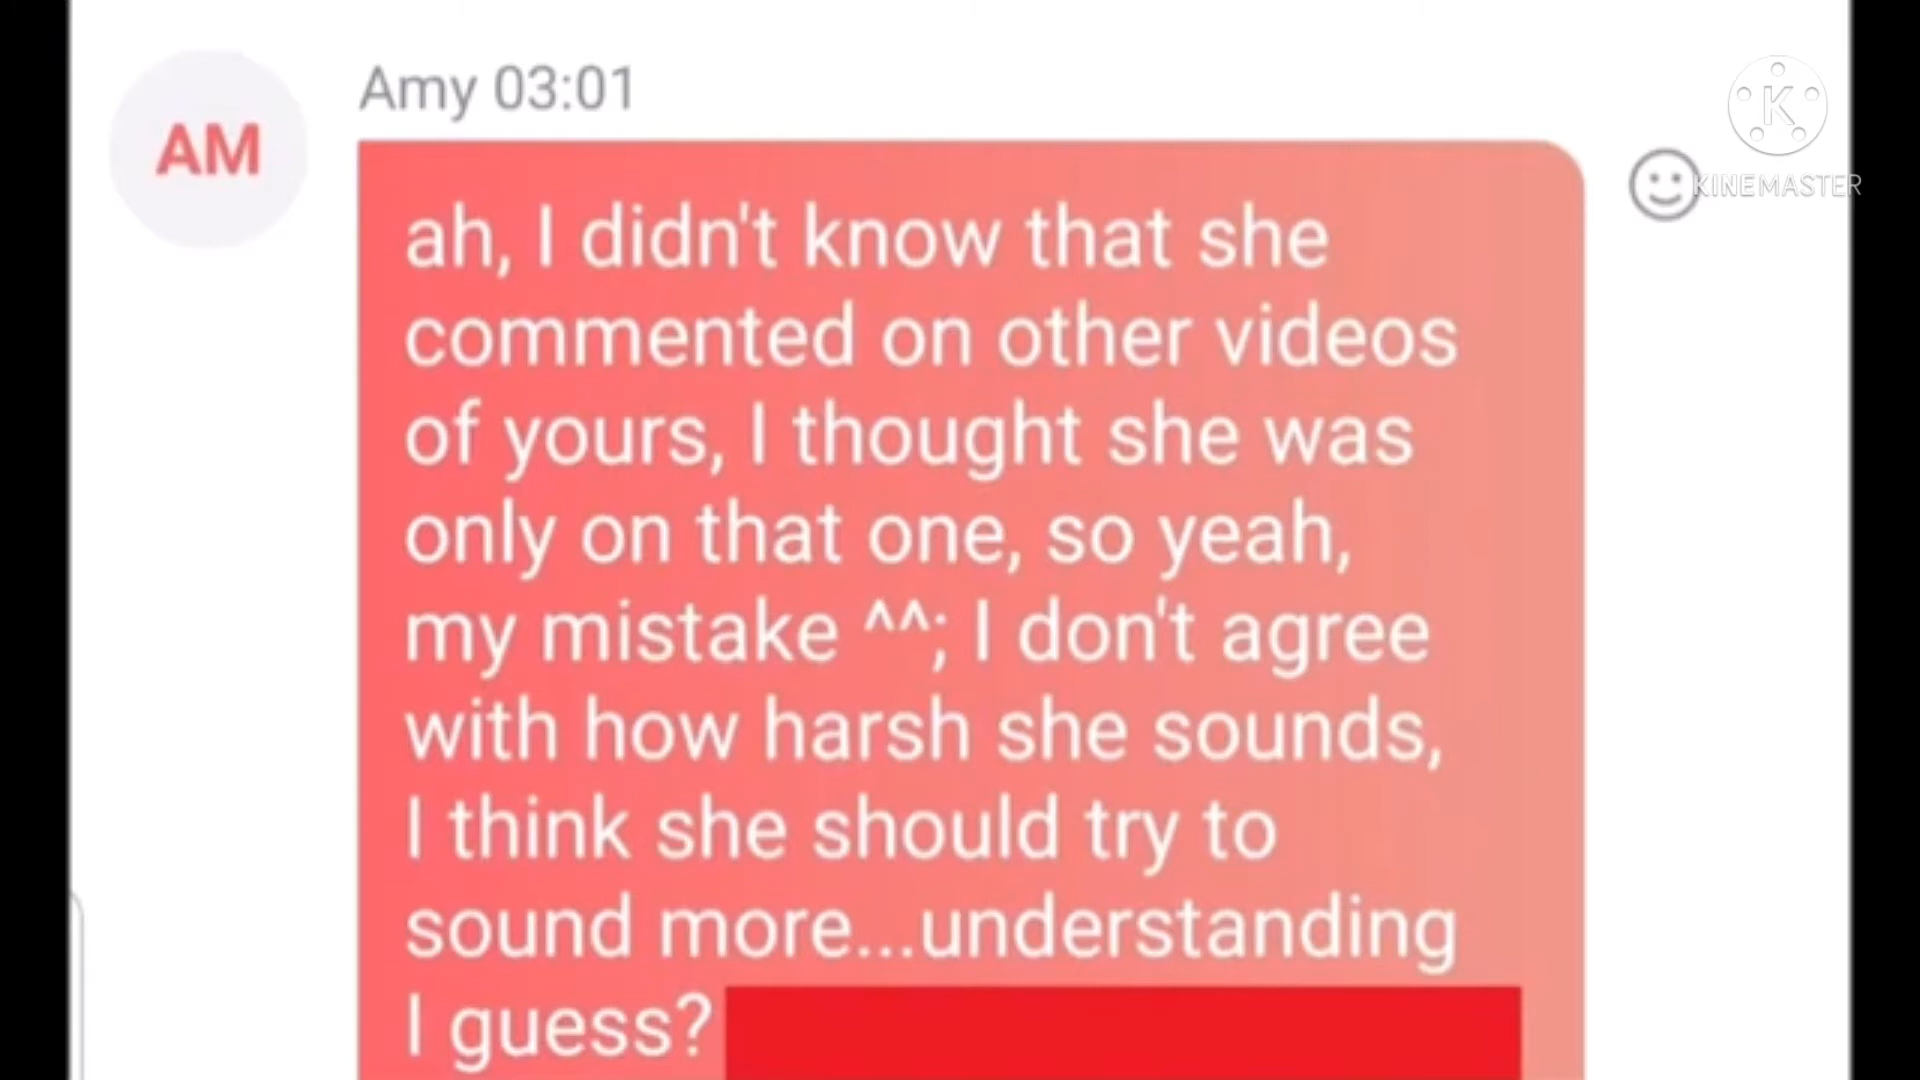 Amy 03:01
AM
ah, I didn't know that she
commented on other videos
of yours, I thought she was
only on that one, so yeah,
my mistake ^^; I don't agree
with how harsh she sounds,
I think she should try to
sound more...understanding
I guess?
K
KINEMASTER